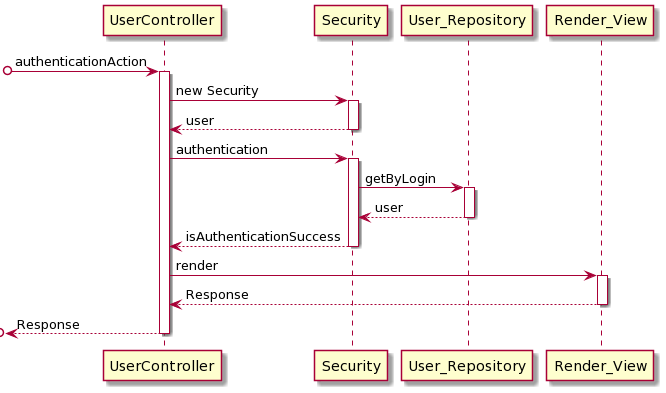 UserController Security User_Repository Render_View
authenticationAction
new Security
user
authentication
getByLogin
user
isAuthenticationSuccess
render
Response
Response
UserController Security User_Repository Render_View